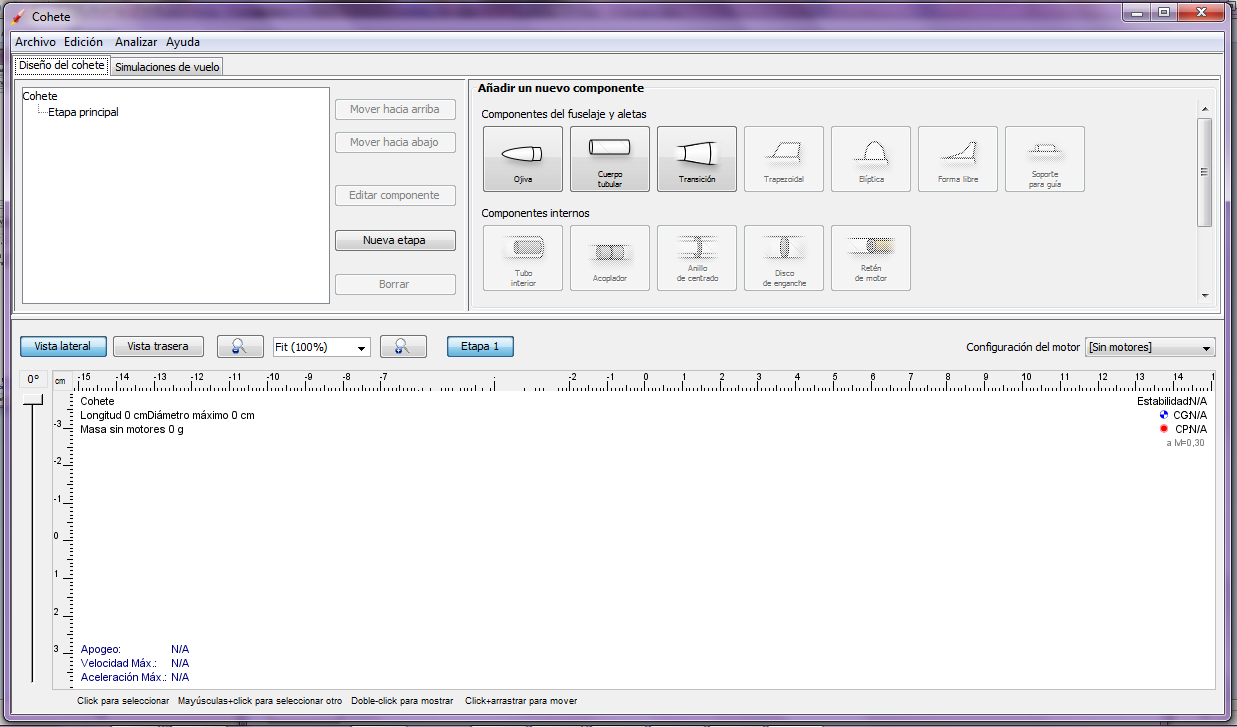 Cohete
Archivo Edición Analizar Ayuda
Diseño del cohete Simulaciones de vuelo
Cohete
Etapa principal
Mover hacia arriba
Mover hacia abajo
Editar componente
Nueva etapa
Borrar
Añadir un nuevo componente
Componentes del fuselaje y aletas
Ojiva
Cuerpo
tubular
Transición
Trapezoidal
Elíptica
Forma libre
Soporte
para guía
Componentes internos
Tubo
interior
Acoplador
Anillo
de centrado
Disco
de enganche
Retén
de motor
Vista lateral Vista trasera Fit (100%) Etapa 1 Configuración del motor [Sin motores]
0° cm -15 -14 -13 -12 -11 -10 -9 -8 -7 -2 -1 0 1 2 3 4 5 6 7 8 9 10 11 12 13 14 1
-3
-2
-1
0
1
2
3
Cohete
Longitud 0 cmDiámetro máximo 0 cm
Masa sin motores 0 g
Estabilidad:N/A
CG:N/A
CP:N/A
a M=0,30
Apogeo: N/A
Velocidad Máx.: N/A
Aceleración Máx.: N/A
Click para seleccionar Mayúsculas+click para seleccionar otro Doble-click para mostrar Click+arrastrar para mover